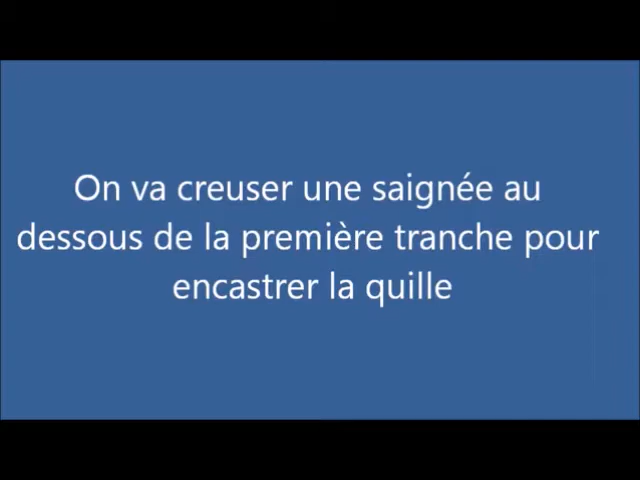 On va creuser une saignée au
dessous de la première tranche pour
encastrer la quille